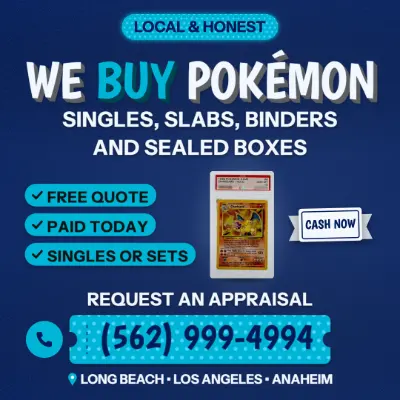 LOCAL & HONEST
WE BUY POKÉMON
SINGLES, SLABS, BINDERS
AND SEALED BOXES
FREE QUOTE
PAID TODAY
SINGLES OR SETS
CASH NOW
REQUEST AN APPRAISAL
(562) 999-4994
LONG BEACH ▪ LOS ANGELES ▪ ANAHEIM